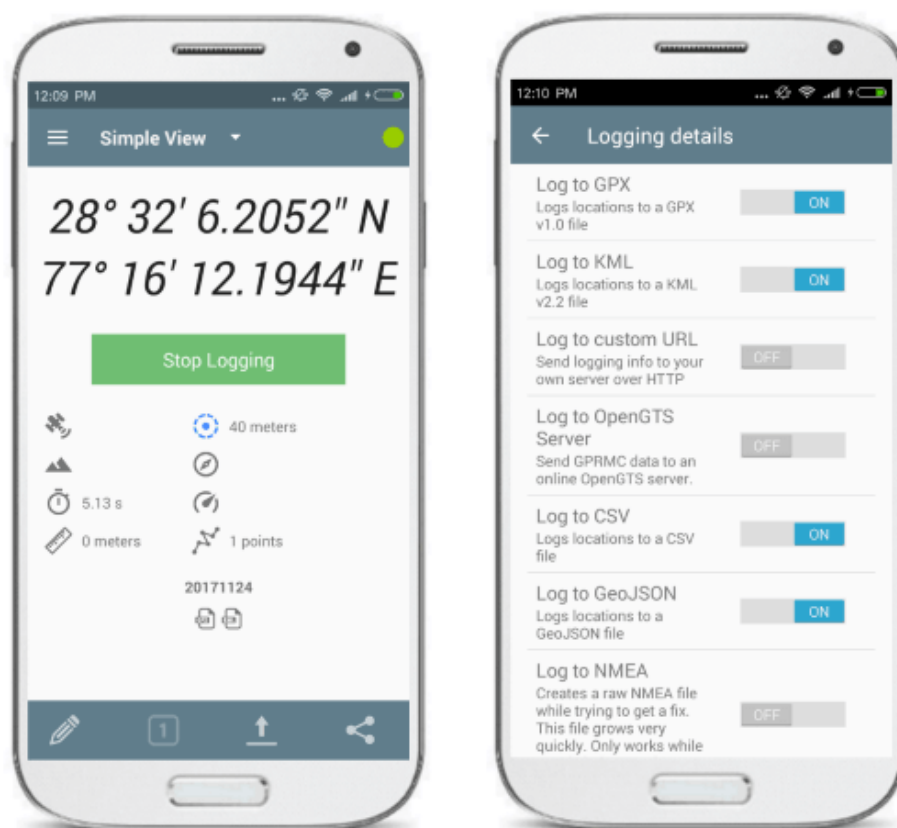 12:09 PM
...
Simple View
28° 32' 6.2052" N
77° 16' 12.1944" E
Stop Logging
40 meters
5.13 s
0 meters
1 points
20171124
1
12:10 PM
...
Logging details
Log to GPX
Logs locations to a GPX
v1.0 file
ON
Log to KML
Logs locations to a KML
v2.2 file
ON
Log to custom URL
Send logging info to your
own server over HTTP
OFF
Log to OpenGTS
Server
Send GPRMC data to an
online OpenGTS server.
OFF
Log to CSV
Logs locations to a CSV
file
ON
Log to GeoJSON
Logs locations to a
GeoJSON file
ON
Log to NMEA
Creates a raw NMEA file
while trying to get a fix.
This file grows very
quickly. Only works while
OFF